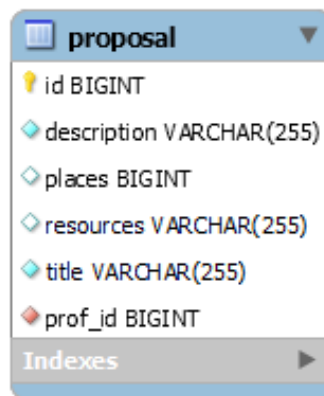 proposal
id BIGINT
description VARCHAR(255)
places BIGINT
resources VARCHAR(255)
title VARCHAR(255)
prof_id BIGINT
Indexes